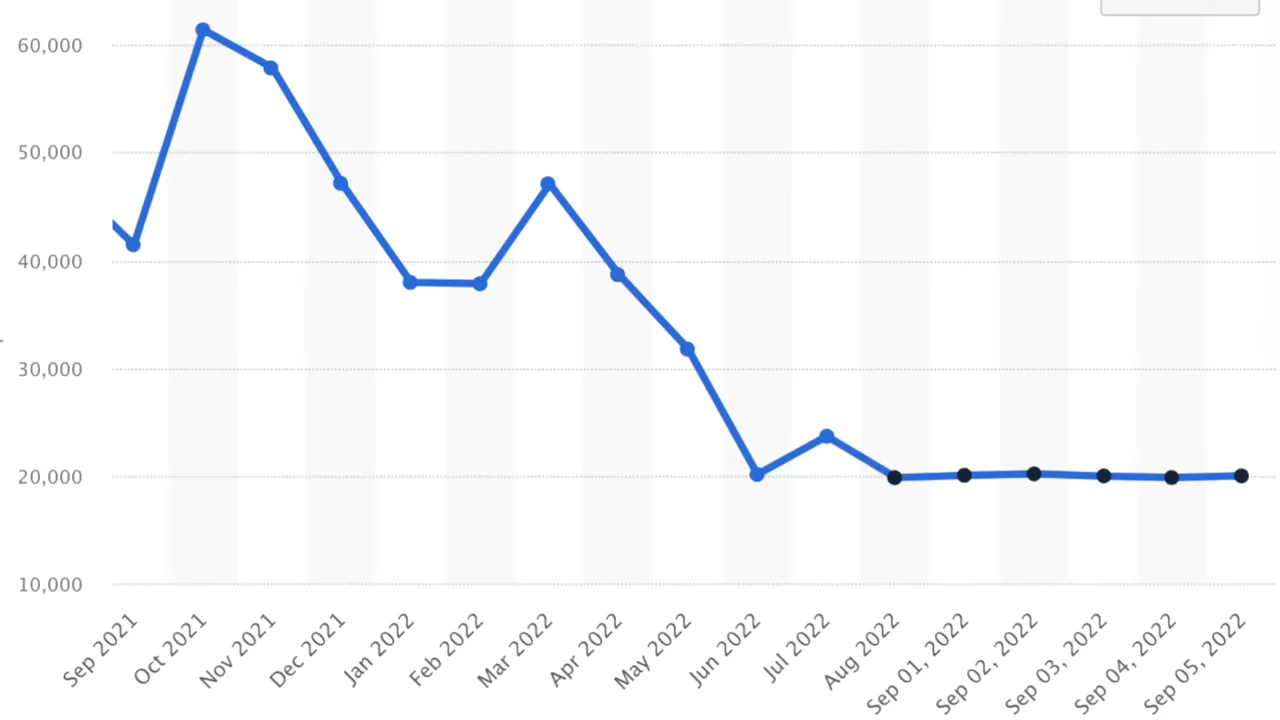 60,000
50,000
40,000
30,000
20,000
10,000
Sep 2021
Oct 2021
Nov 2021
Dec 2021
Jan 2022
Feb 2022
Mar 2022
Apr 2022
May 2022
Jun 2022
Jul 2022
Aug 2022
Sep 01, 2022
Sep 02, 2022
Sep 03, 2022
Sep 04, 2022
Sep 05, 2022